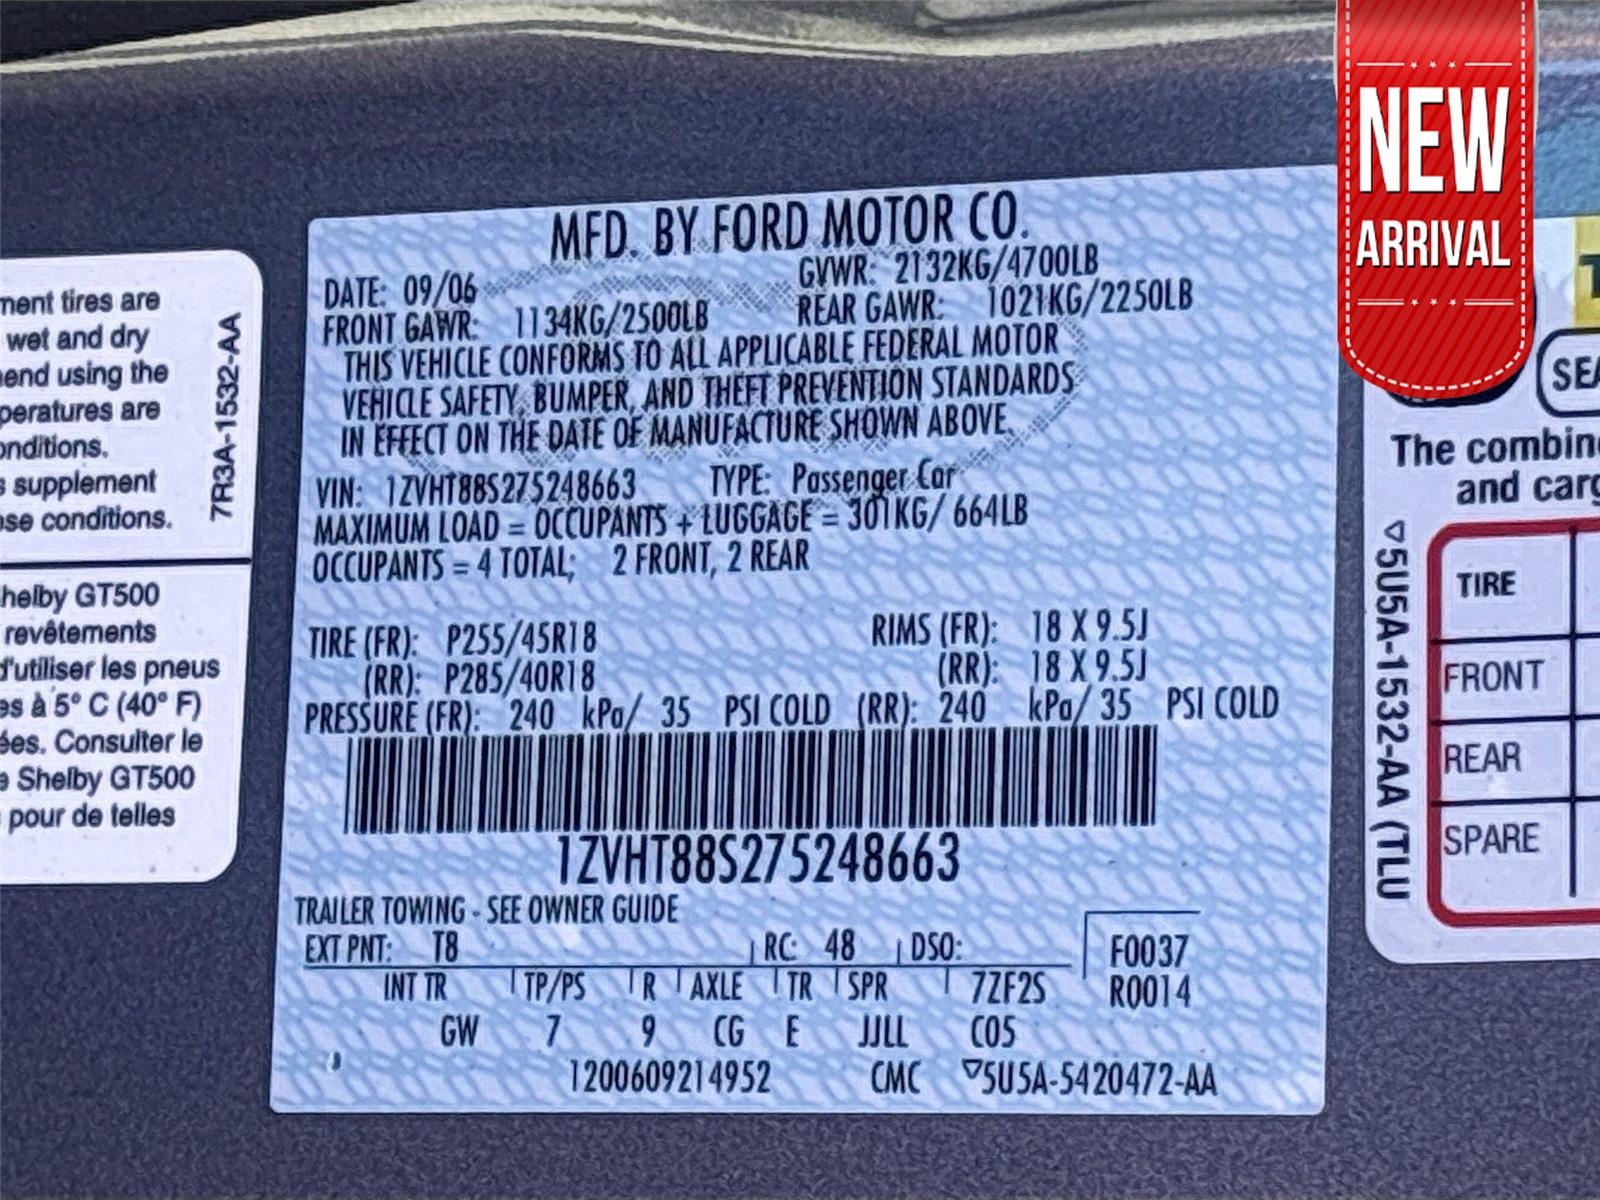 NEW
ARRIVAL
ment tires are
wet and dry
end using the
peratures are
onditions.
s supplement
se conditions.
7R3A-1532-AA
helby GT500
revêtements
d'utiliser les pneus
es à 5° C (40° F)
ées. Consulter le
e Shelby GT500
pour de telles
MFD. BY FORD MOTOR CO.
DATE: 09/06 GVWR: 2132KG/4700LB
FRONT GAWR: 1134KG/2500LB REAR GAWR: 1021KG/2250LB
THIS VEHICLE CONFORMS TO ALL APPLICABLE FEDERAL MOTOR
VEHICLE SAFETY, BUMPER, AND THEFT PREVENTION STANDARDS
IN EFFECT ON THE DATE OF MANUFACTURE SHOWN ABOVE.
VIN: 1ZVHT88S275248663 TYPE: Passenger Car
MAXIMUM LOAD = OCCUPANTS + LUGGAGE = 301KG/ 664LB
OCCUPANTS = 4 TOTAL; 2 FRONT, 2 REAR
TIRE (FR): P255/45R18 RIMS (FR): 18 X 9.5J
(RR): P285/40R18 (RR): 18 X 9.5J
PRESSURE (FR): 240 kPa/ 35 PSI COLD (RR): 240 kPa/ 35 PSI COLD
1ZVHT88S275248663
TRAILER TOWING - SEE OWNER GUIDE
EXT PNT: T8 RC: 48 DSO: F0037
INT TR TP/PS R AXLE TR SPR 7ZF2S R0014
GW 7 9 CG E JJLL C05
1200609214952 CMC ▽5U5A-5420472-AA
SEA
The combin
and carg
▽5U5A-1532-AA (TLU
TIRE
FRONT
REAR
SPARE